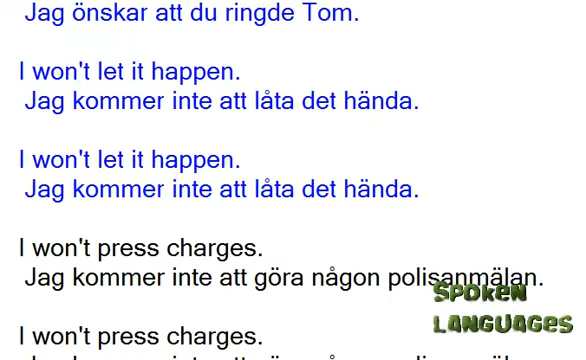 Jag önskar att du ringde Tom.
I won't let it happen.
Jag kommer inte att låta det hända.
I won't let it happen.
Jag kommer inte att låta det hända.
I won't press charges.
Jag kommer inte att göra någon polisanmälan.
Spoken
Languages
I won't press charges.